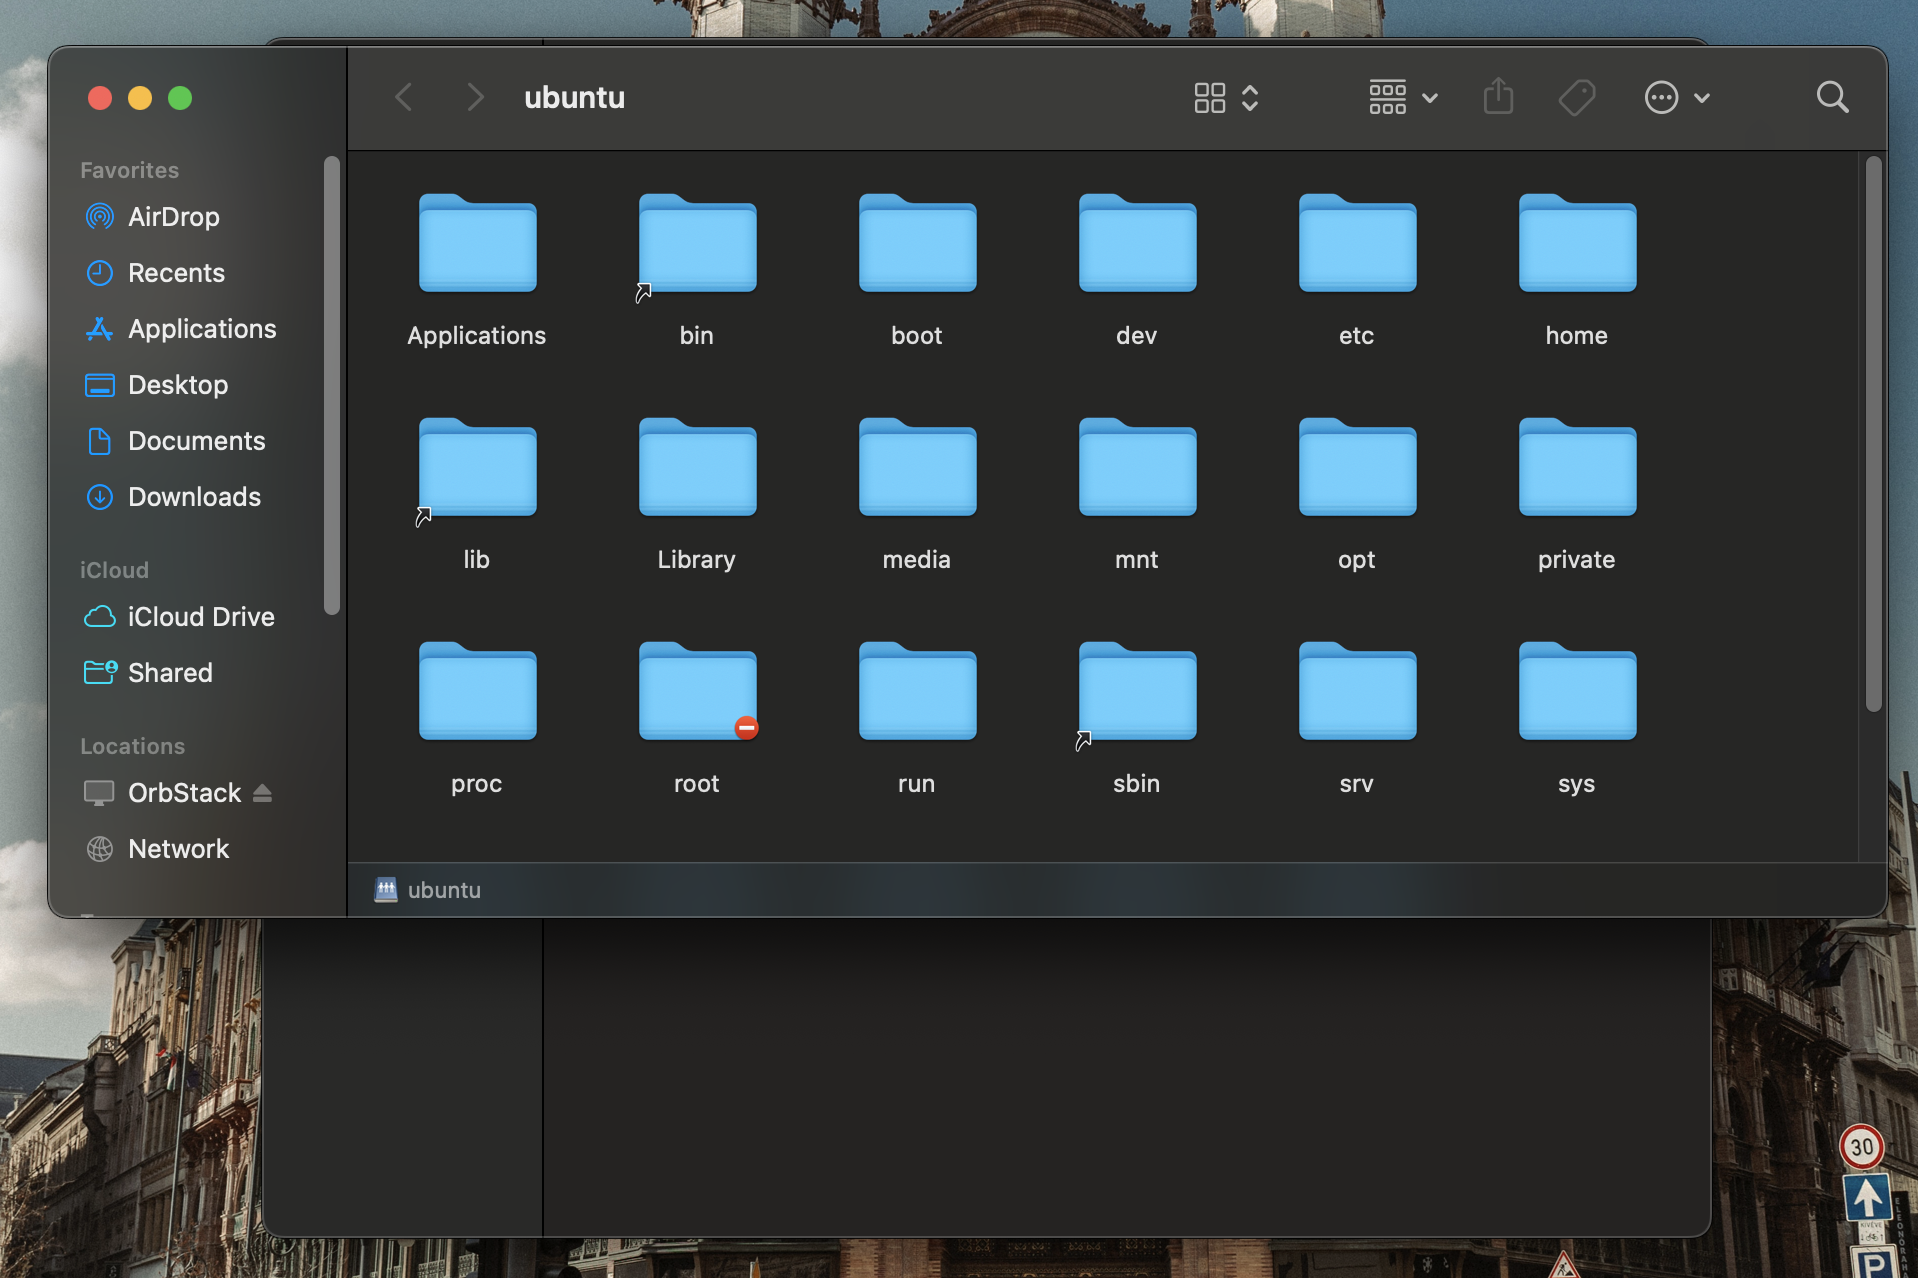 ubuntu
Favorites
AirDrop
Recents
Applications
Desktop
Documents
Downloads
iCloud
iCloud Drive
Shared
Locations
OrbStack
Network
Applications bin boot dev etc home
lib Library media mnt opt private
proc root run sbin srv sys
ubuntu
30
KIVÉVE
P